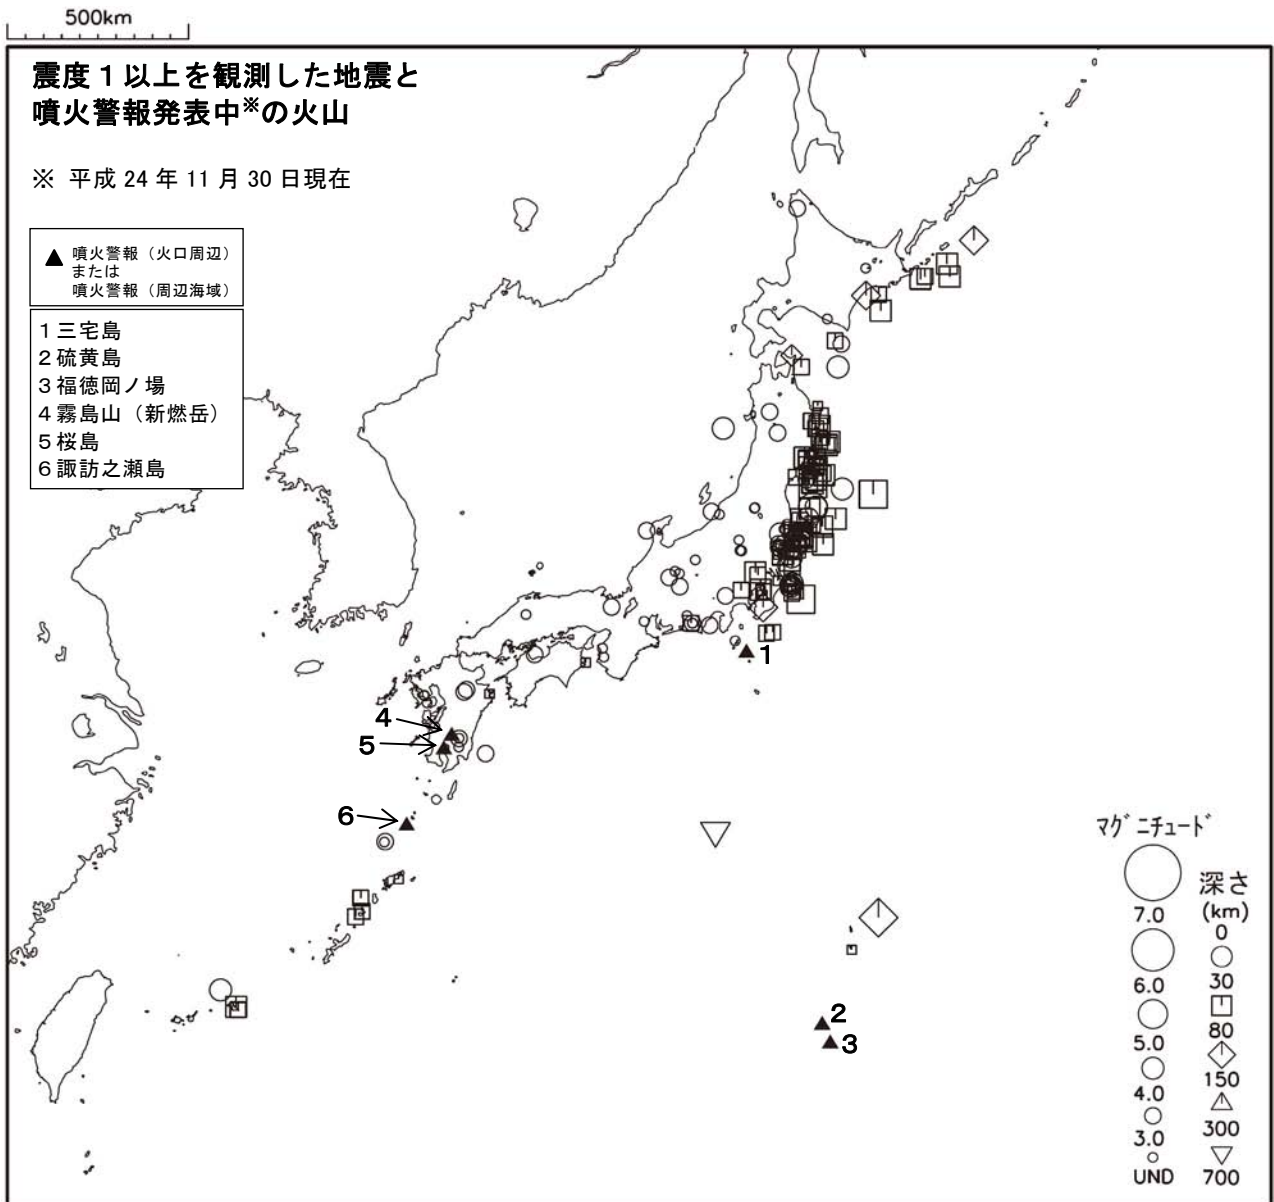 500km
震度1以上を観測した地震と
噴火警報発表中※の火山
※ 平成 24 年 11 月 30 日現在
▲ 噴火警報（火口周辺）
または
噴火警報（周辺海域）
1 三宅島
2 硫黄島
3 福徳岡ノ場
4 霧島山（新燃岳）
5 桜島
6 諏訪之瀬島
1
4
5
6
2
3
ﾏｸﾞﾆﾁｭｰﾄﾞ
7.0
6.0
5.0
4.0
3.0
UND
深さ
(km)
0
30
80
150
300
700